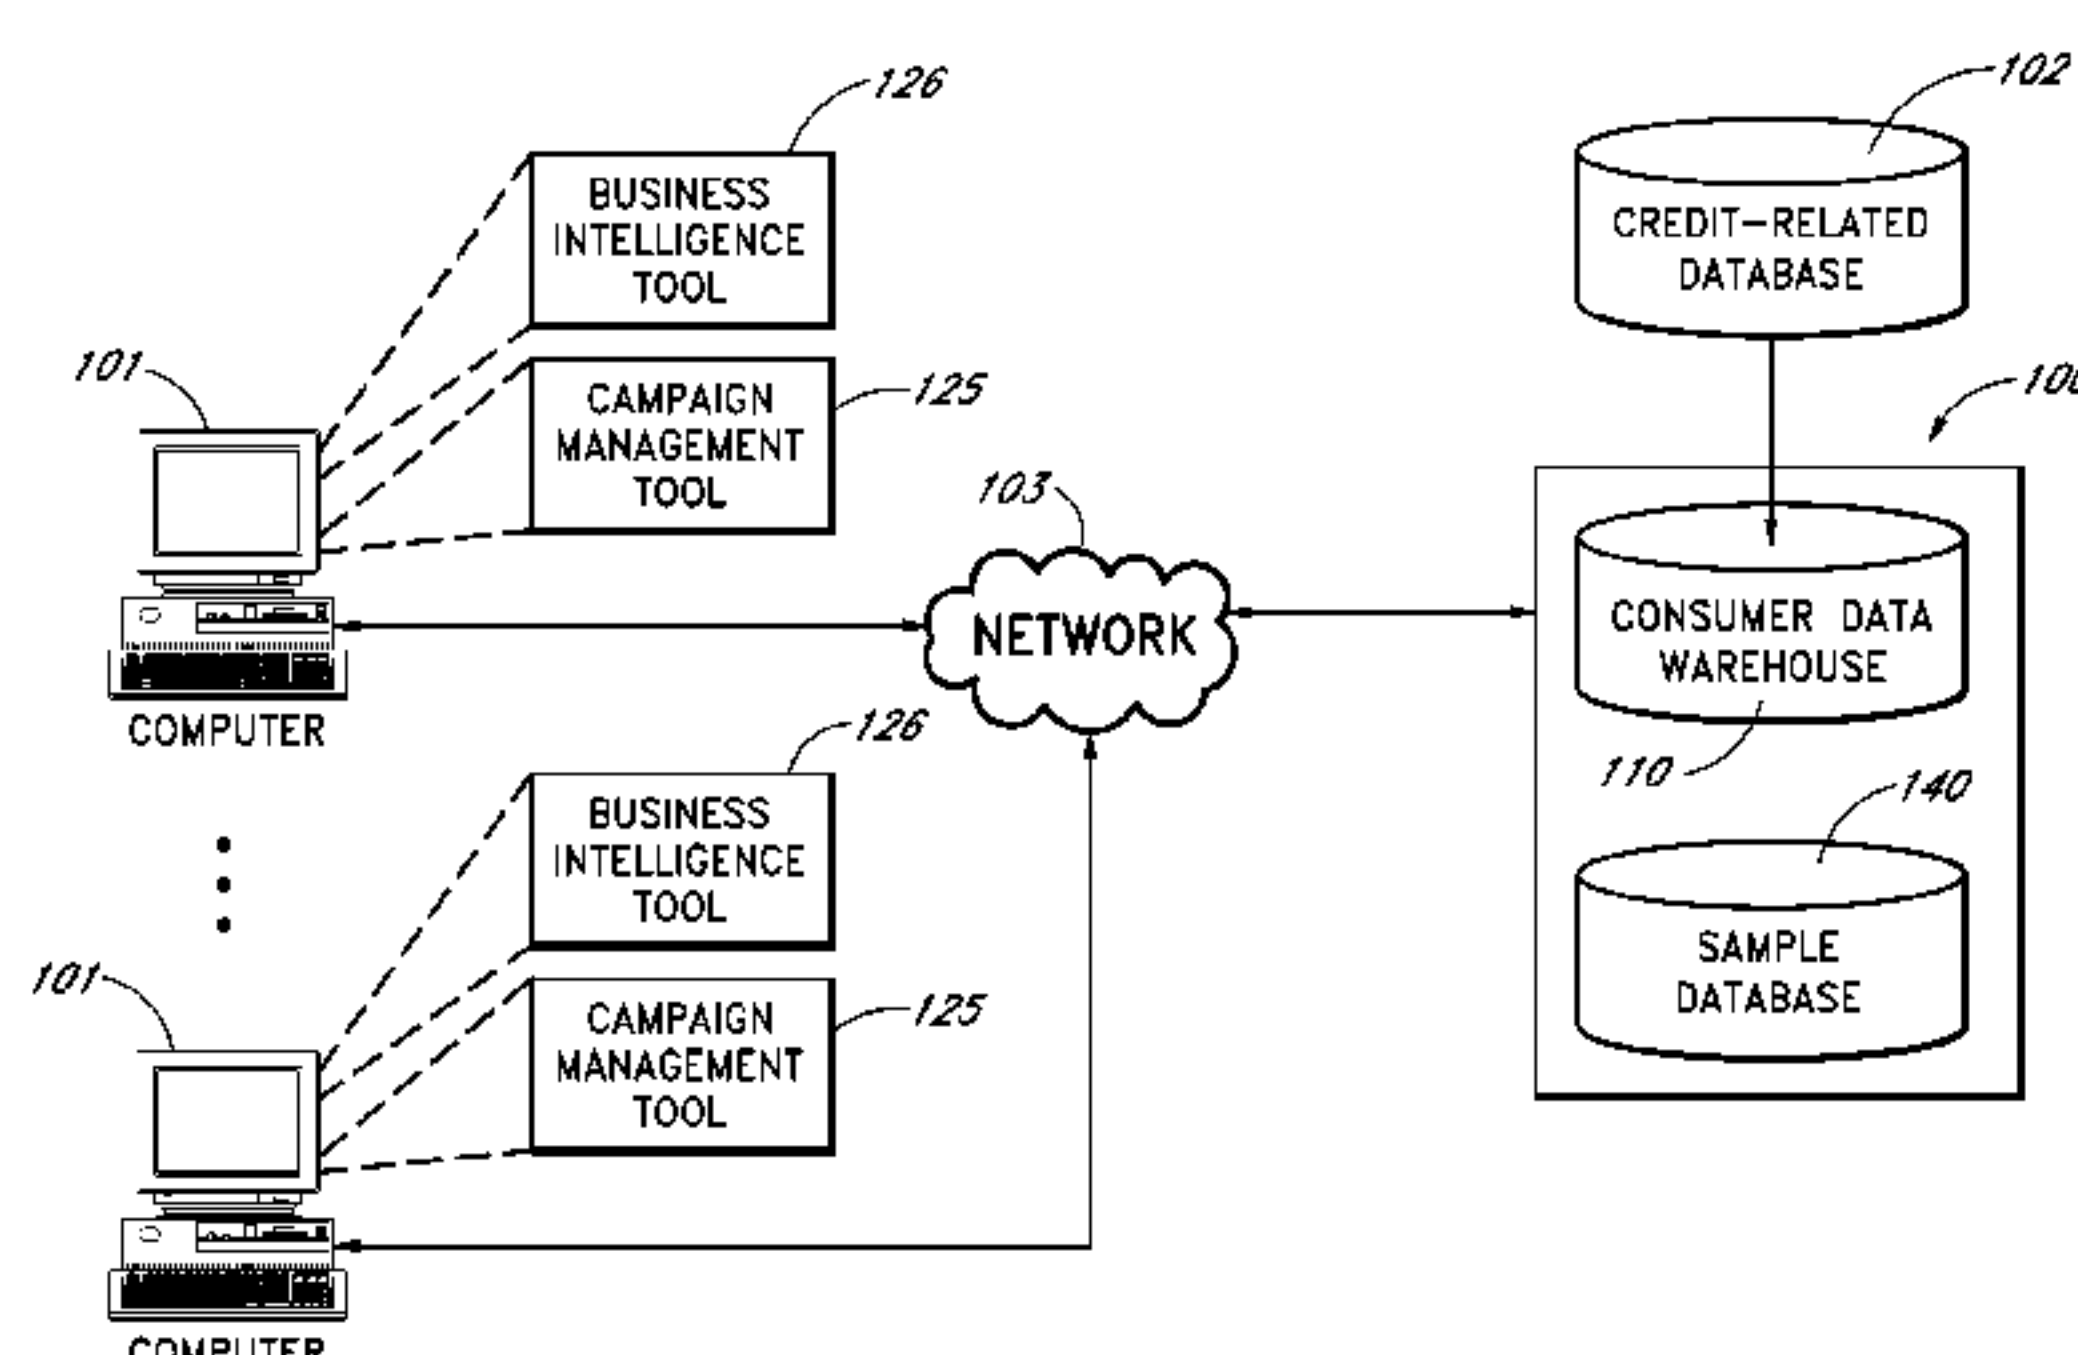 126
BUSINESS
INTELLIGENCE
TOOL
101
CAMPAIGN
MANAGEMENT
TOOL
125
COMPUTER
103
NETWORK
102
CREDIT-RELATED
DATABASE
CONSUMER DATA
WAREHOUSE
110
140
SAMPLE
DATABASE
126
BUSINESS
INTELLIGENCE
TOOL
101
CAMPAIGN
MANAGEMENT
TOOL
125
COMPUTER